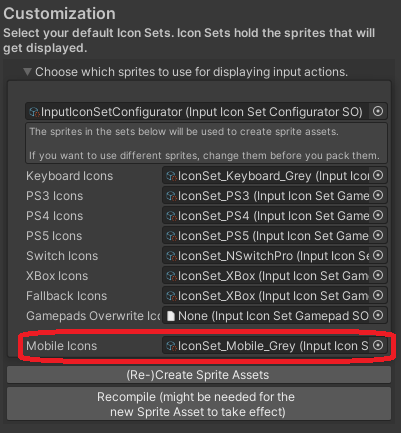 Customization
Select your default Icon Sets. Icon Sets hold the sprites that will
get displayed.
Choose which sprites to use for displaying input actions.
InputIconSetConfigurator (Input Icon Set Configurator SO)
The sprites in the sets below will be used to create sprite assets.
If you want to use different sprites, change them before you pack them.
Keyboard Icons IconSet_Keyboard_Grey (Input Icon
PS3 Icons IconSet_PS3 (Input Icon Set Game
PS4 Icons IconSet_PS4 (Input Icon Set Game
PS5 Icons IconSet_PS5 (Input Icon Set Game
Switch Icons IconSet_NSwitchPro (Input Icon Se
XBox Icons IconSet_XBox (Input Icon Set Gam
Fallback Icons IconSet_XBox (Input Icon Set Gam
Gamepads Overwrite Ico None (Input Icon Set Gamepad SO
Mobile Icons IconSet_Mobile_Grey (Input Icon S
(Re-)Create Sprite Assets
Recompile (might be needed for the
new Sprite Asset to take effect)